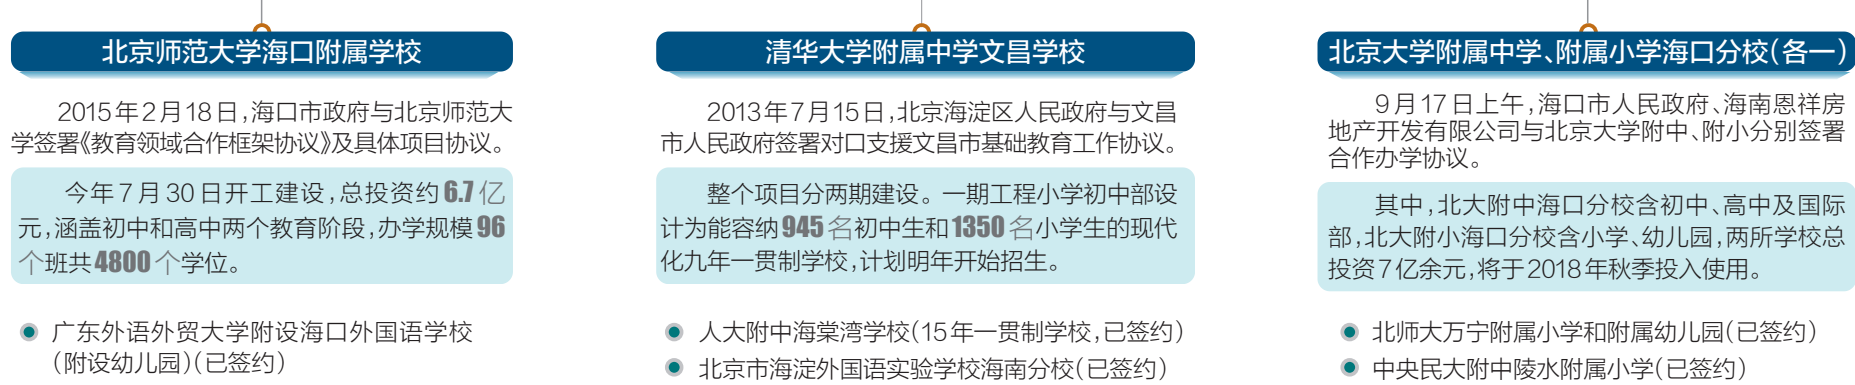 北京师范大学海口附属学校
2015年2月18日,海口市政府与北京师范大
学签署《教育领域合作框架协议》及具体项目协议。
今年7月30日开工建设,总投资约6.7亿
元,涵盖初中和高中两个教育阶段,办学规模96
个班共4800个学位。
广东外语外贸大学附设海口外国语学校
(附设幼儿园)(已签约)
清华大学附属中学文昌学校
2013年7月15日,北京海淀区人民政府与文昌
市人民政府签署对口支援文昌市基础教育工作协议。
整个项目分两期建设。一期工程小学初中部设
计为能容纳945名初中生和1350名小学生的现代
化九年一贯制学校,计划明年开始招生。
人大附中海棠湾学校(15年一贯制学校,已签约)
北京市海淀外国语实验学校海南分校(已签约)
北京大学附属中学、附属小学海口分校(各一)
9月17日上午,海口市人民政府、海南恩祥房
地产开发有限公司与北京大学附中、附小分别签署
合作办学协议。
其中,北大附中海口分校含初中、高中及国际
部,北大附小海口分校含小学、幼儿园,两所学校总
投资7亿余元,将于2018年秋季投入使用。
北师大万宁附属小学和附属幼儿园(已签约)
中央民大附中陵水附属小学(已签约)